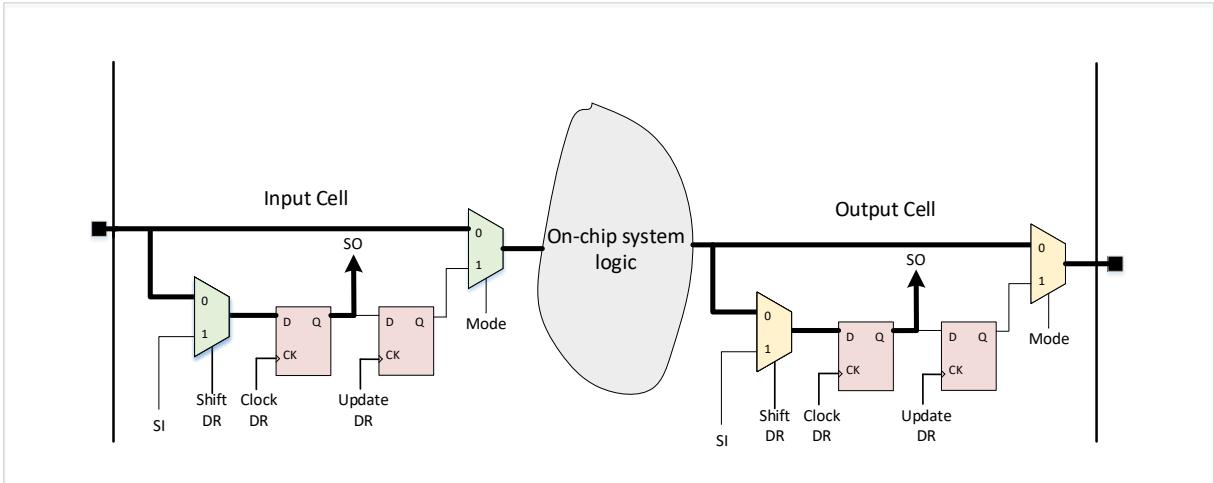 Input Cell
SO
0
1
Mode
0
1
D Q
CK
D Q
CK
SI
Shift
DR
Clock
DR
Update
DR
On-chip system
logic
Output Cell
SO
0
1
Mode
0
1
D Q
CK
D Q
CK
SI
Shift
DR
Clock
DR
Update
DR